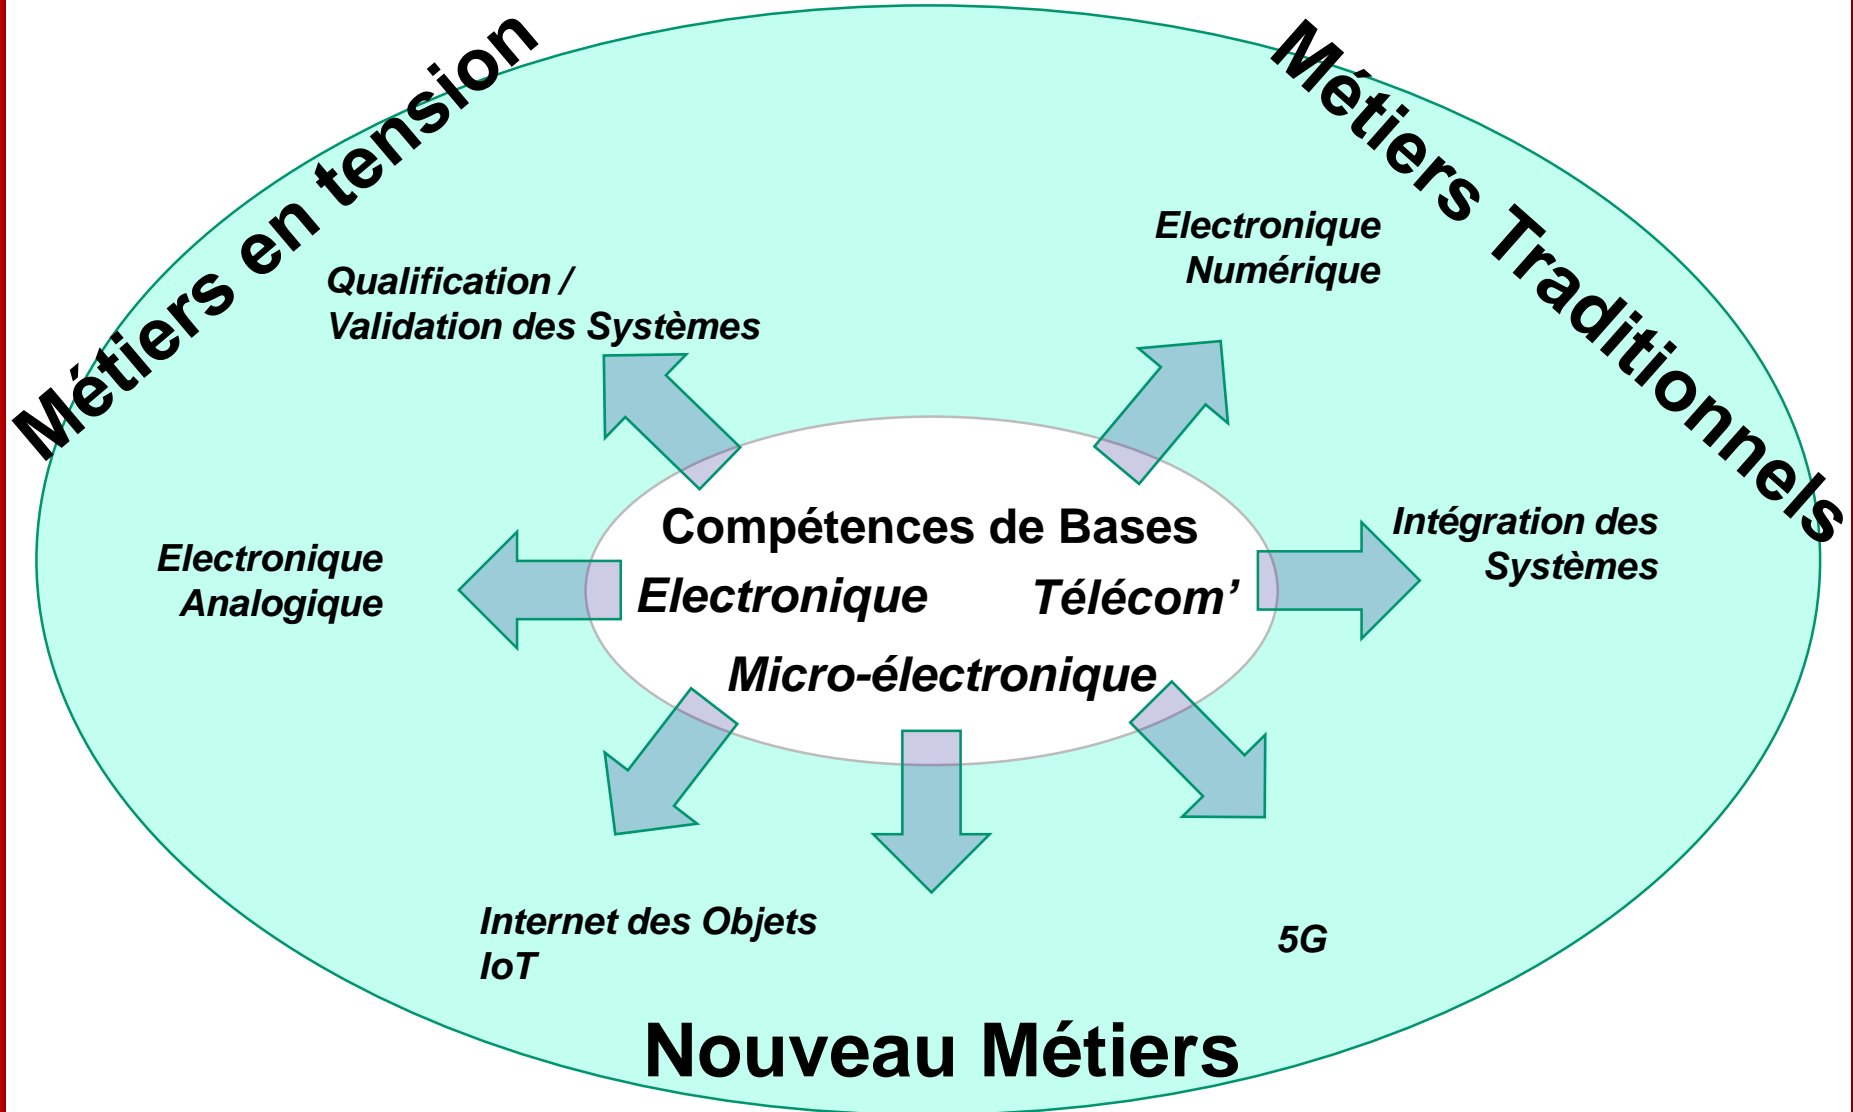 Métiers en tension
Métiers Traditionnels
Electronique
Numérique
Qualification /
Validation des Systèmes
Compétences de Bases
Electronique
Télécom’
Micro-électronique
Intégration des
Systèmes
Electronique
Analogique
Internet des Objets
IoT
5G
Nouveau Métiers